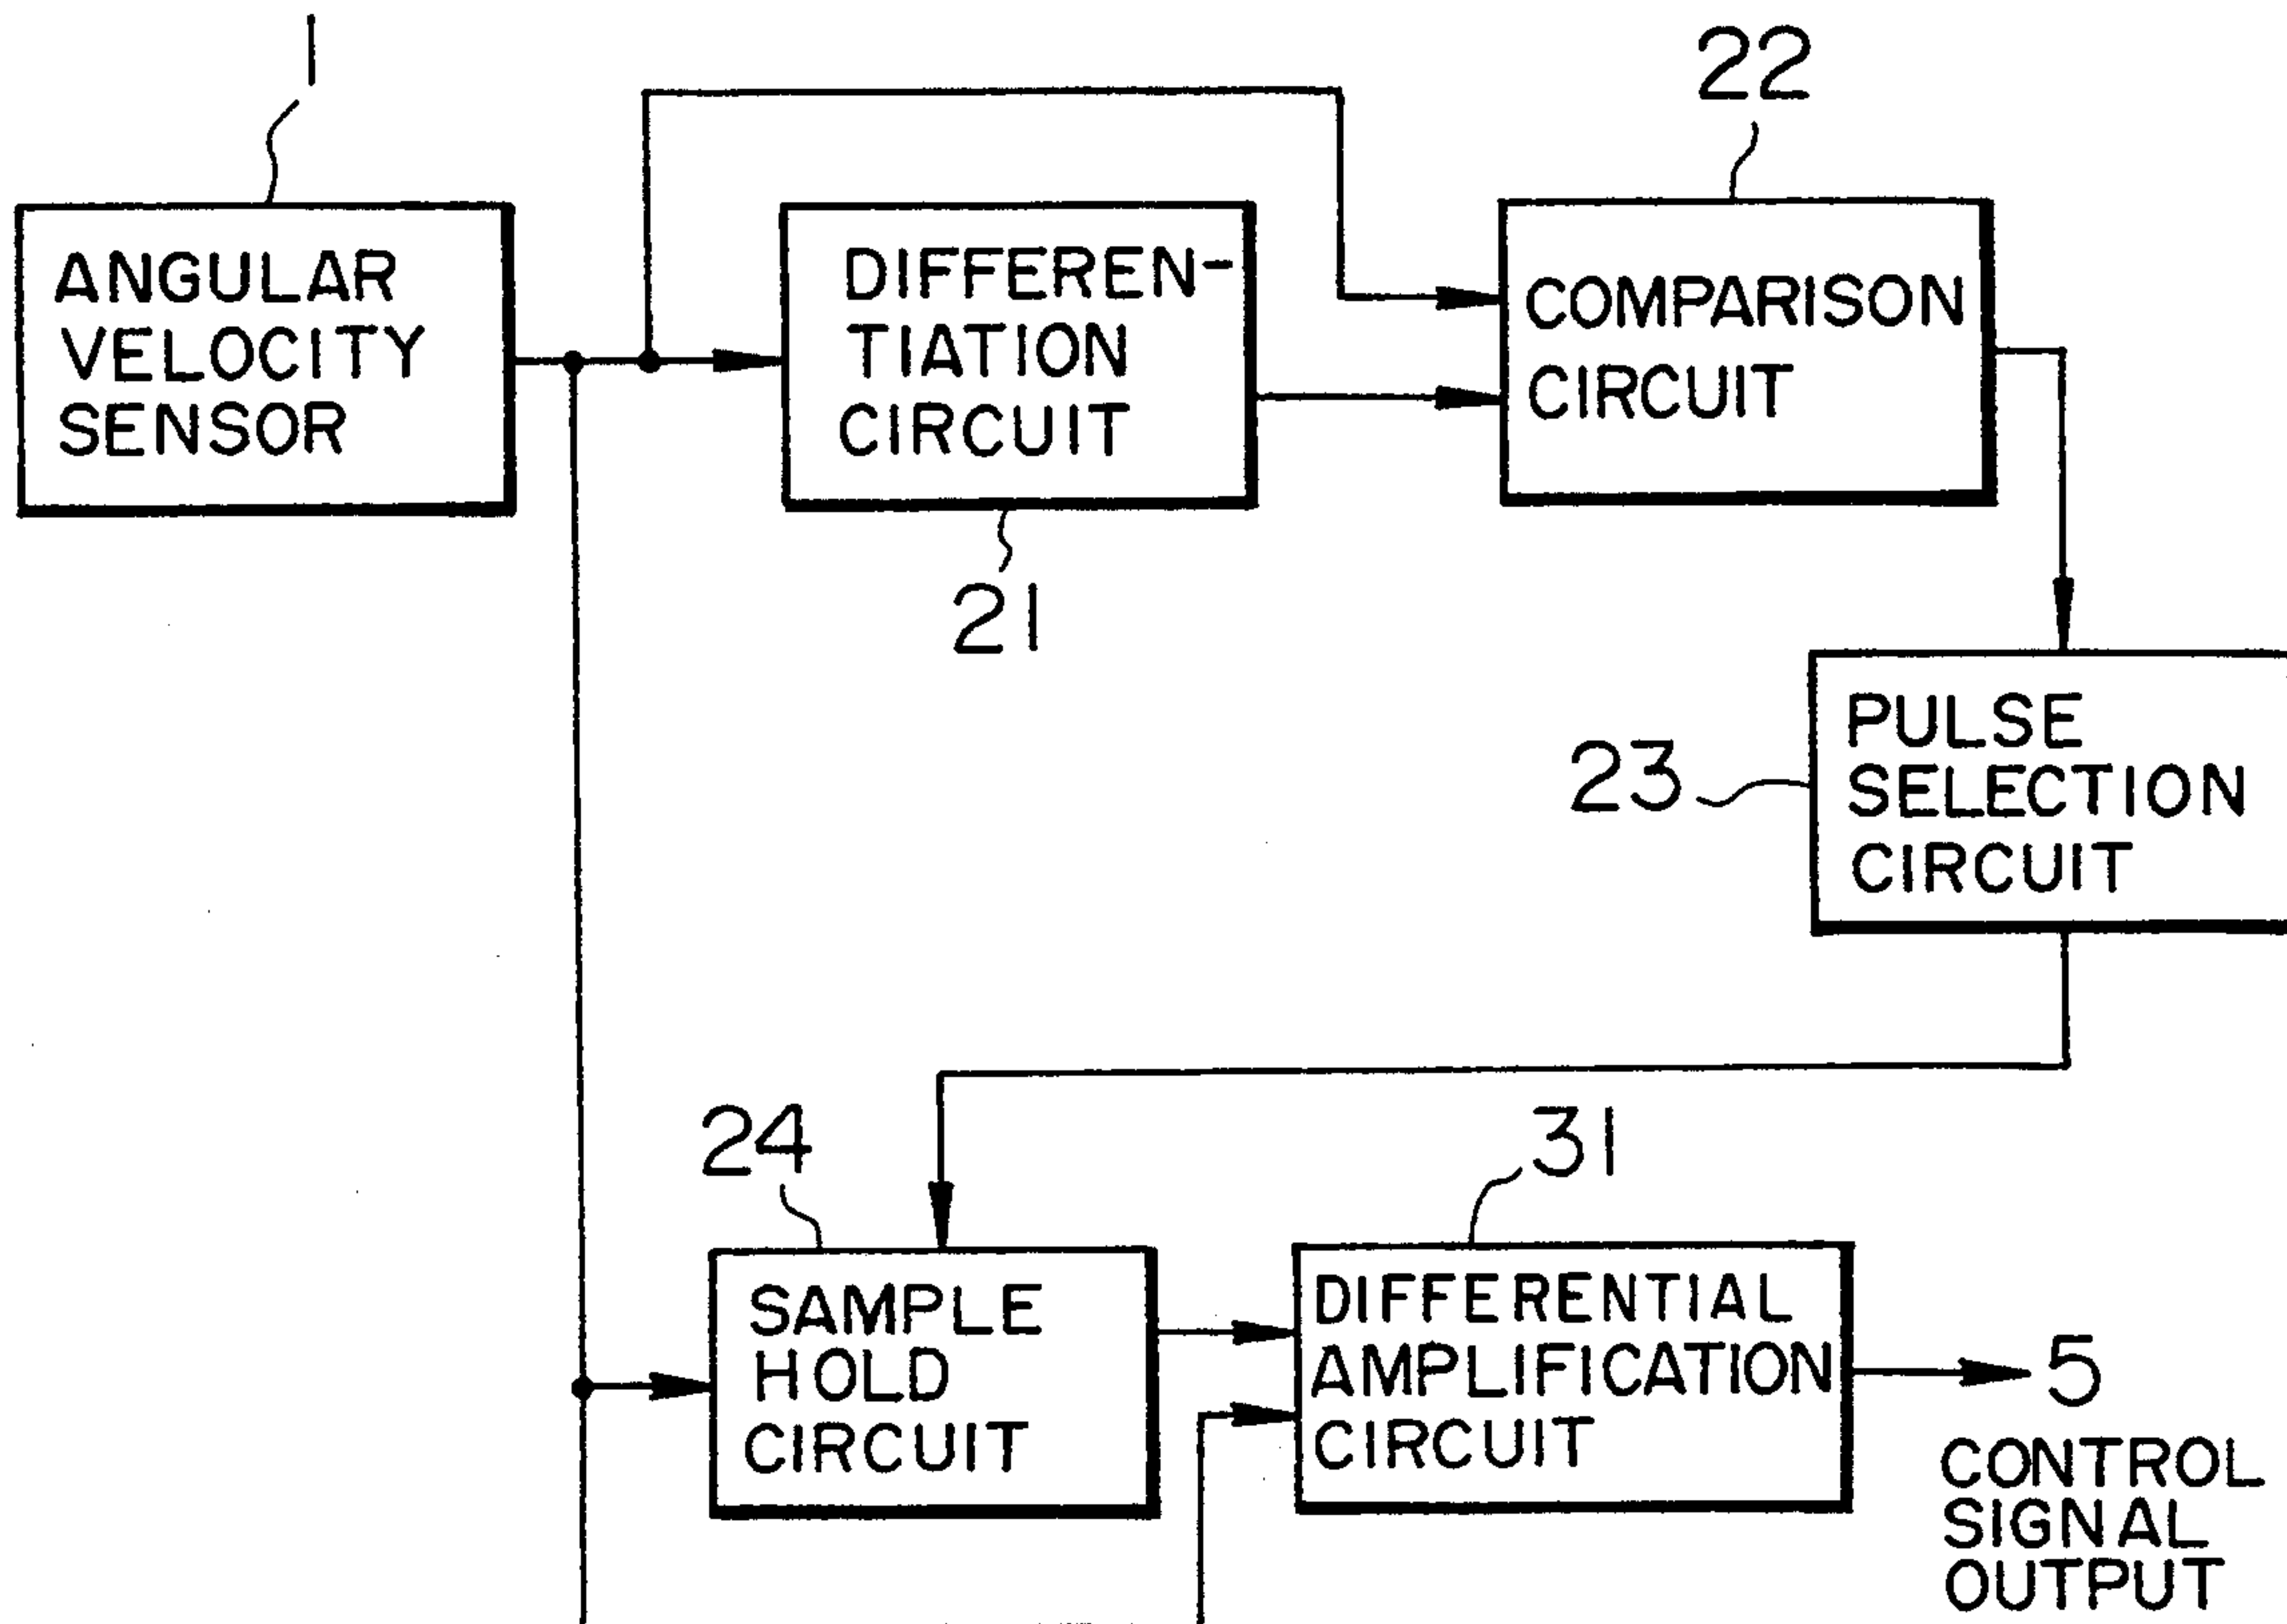 1
22
ANGULAR
VELOCITY
SENSOR
DIFFEREN-
TIATION
CIRCUIT
COMPARISON
CIRCUIT
21
23
PULSE
SELECTION
CIRCUIT
24
31
SAMPLE
HOLD
CIRCUIT
DIFFERENTIAL
AMPLIFICATION
CIRCUIT
5
CONTROL
SIGNAL
OUTPUT